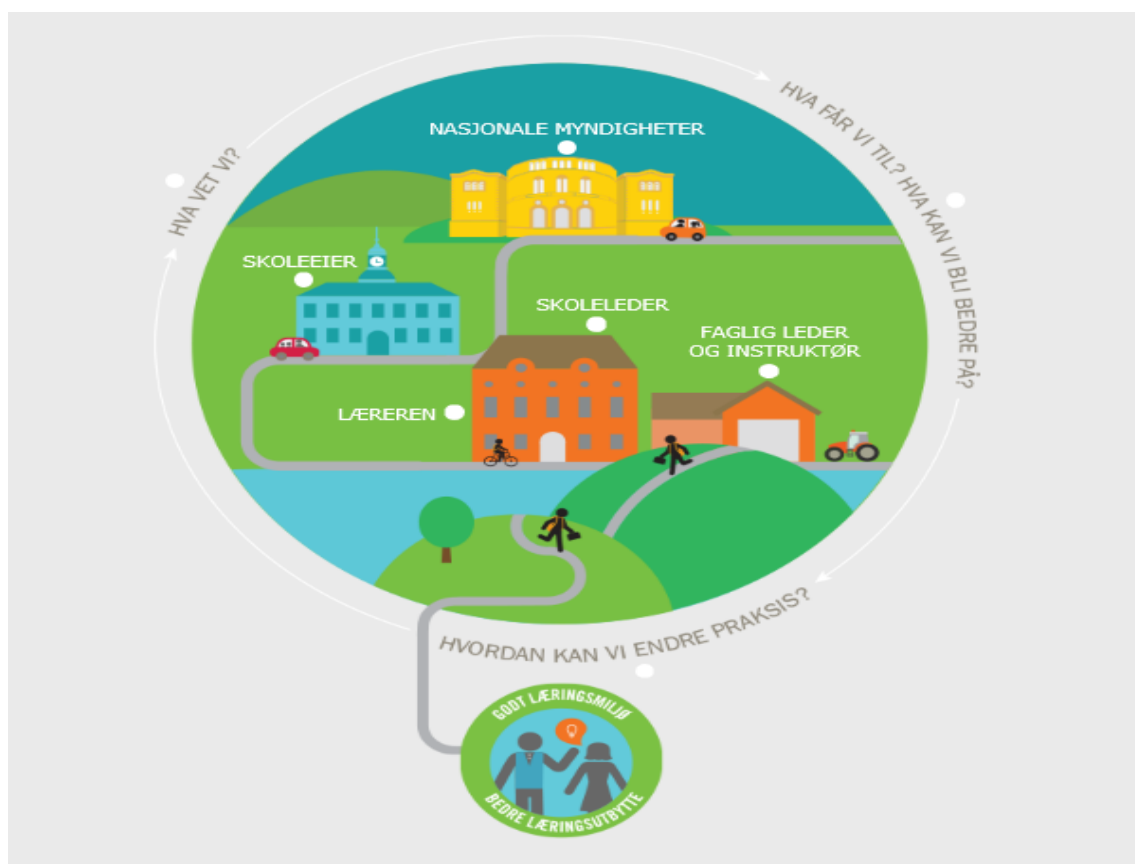 HVA VET VI?
HVA FÅR VI TIL? HVA KAN VI BLI BEDRE PÅ?
NASJONALE MYNDIGHETER
SKOLEEIER
SKOLELEDER
FAGLIG LEDER
OG INSTRUKTØR
LÆREREN
HVORDAN KAN VI ENDRE PRAKSIS?
GODT LÆRINGSMILJØ
BEDRE LÆRINGSUTBYTTE